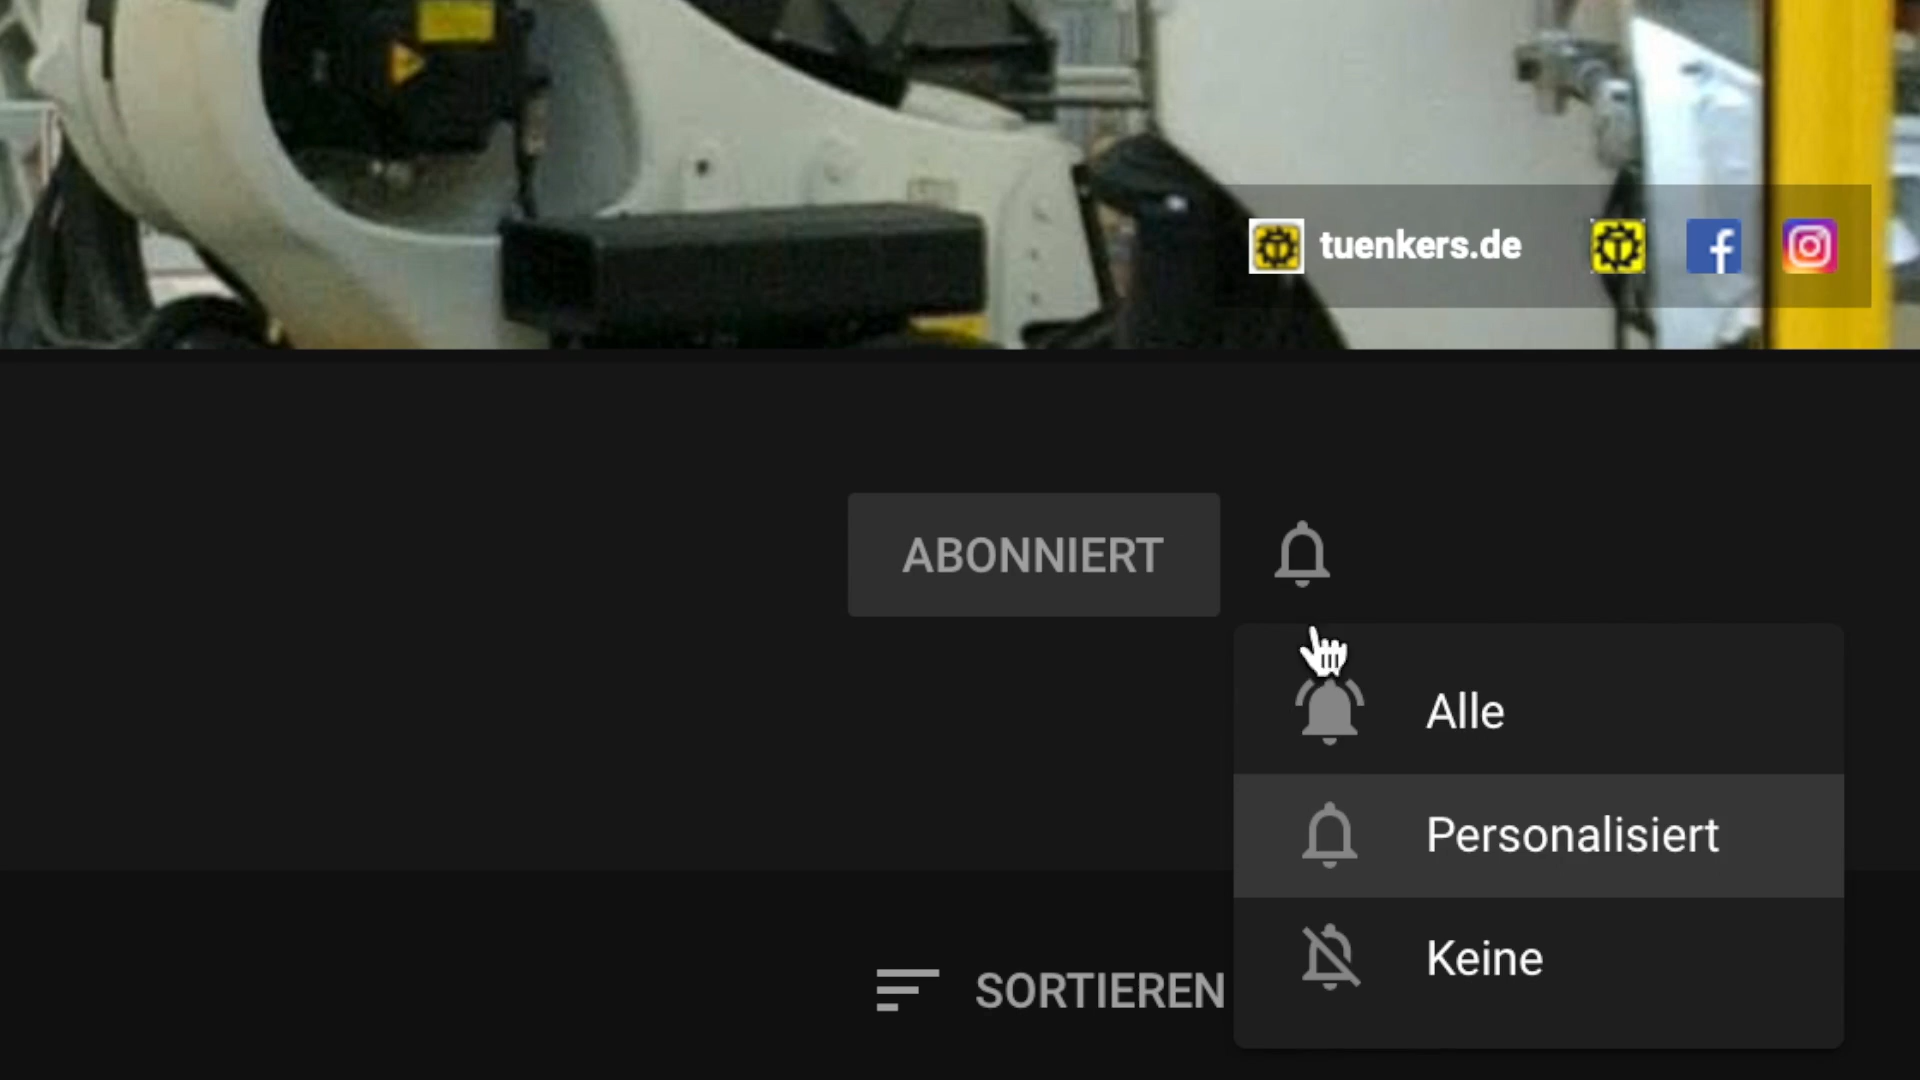 tuenkers.de
ABONNIERT
Alle
Personalisiert
Keine
SORTIEREN